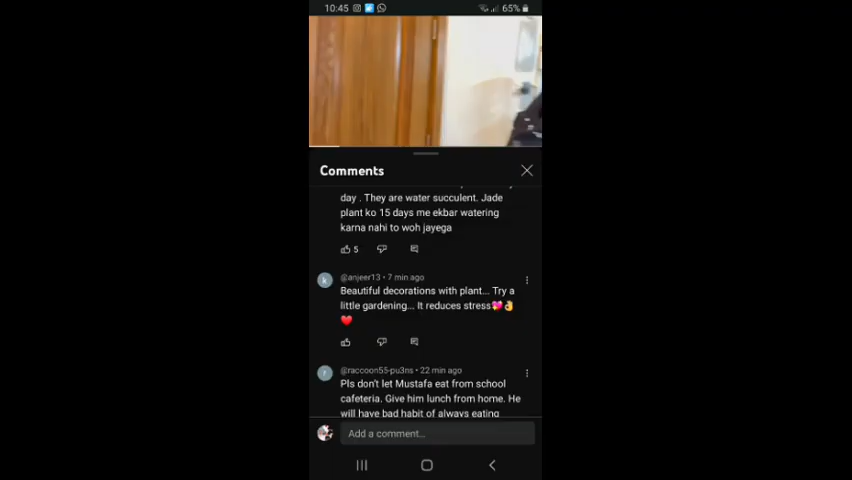 10:45
65%
Comments
day . They are water succulent. Jade
plant ko 15 days me ekbar watering
karna nahi to woh jayega
5
@anjeer13 • 7 min ago
Beautiful decorations with plant... Try a
little gardening... It reduces stress💖👌
❤️
@raccoon55-pu3ns • 22 min ago
Pls don't let Mustafa eat from school
cafeteria. Give him lunch from home. He
will have bad habit of always eating
Add a comment...